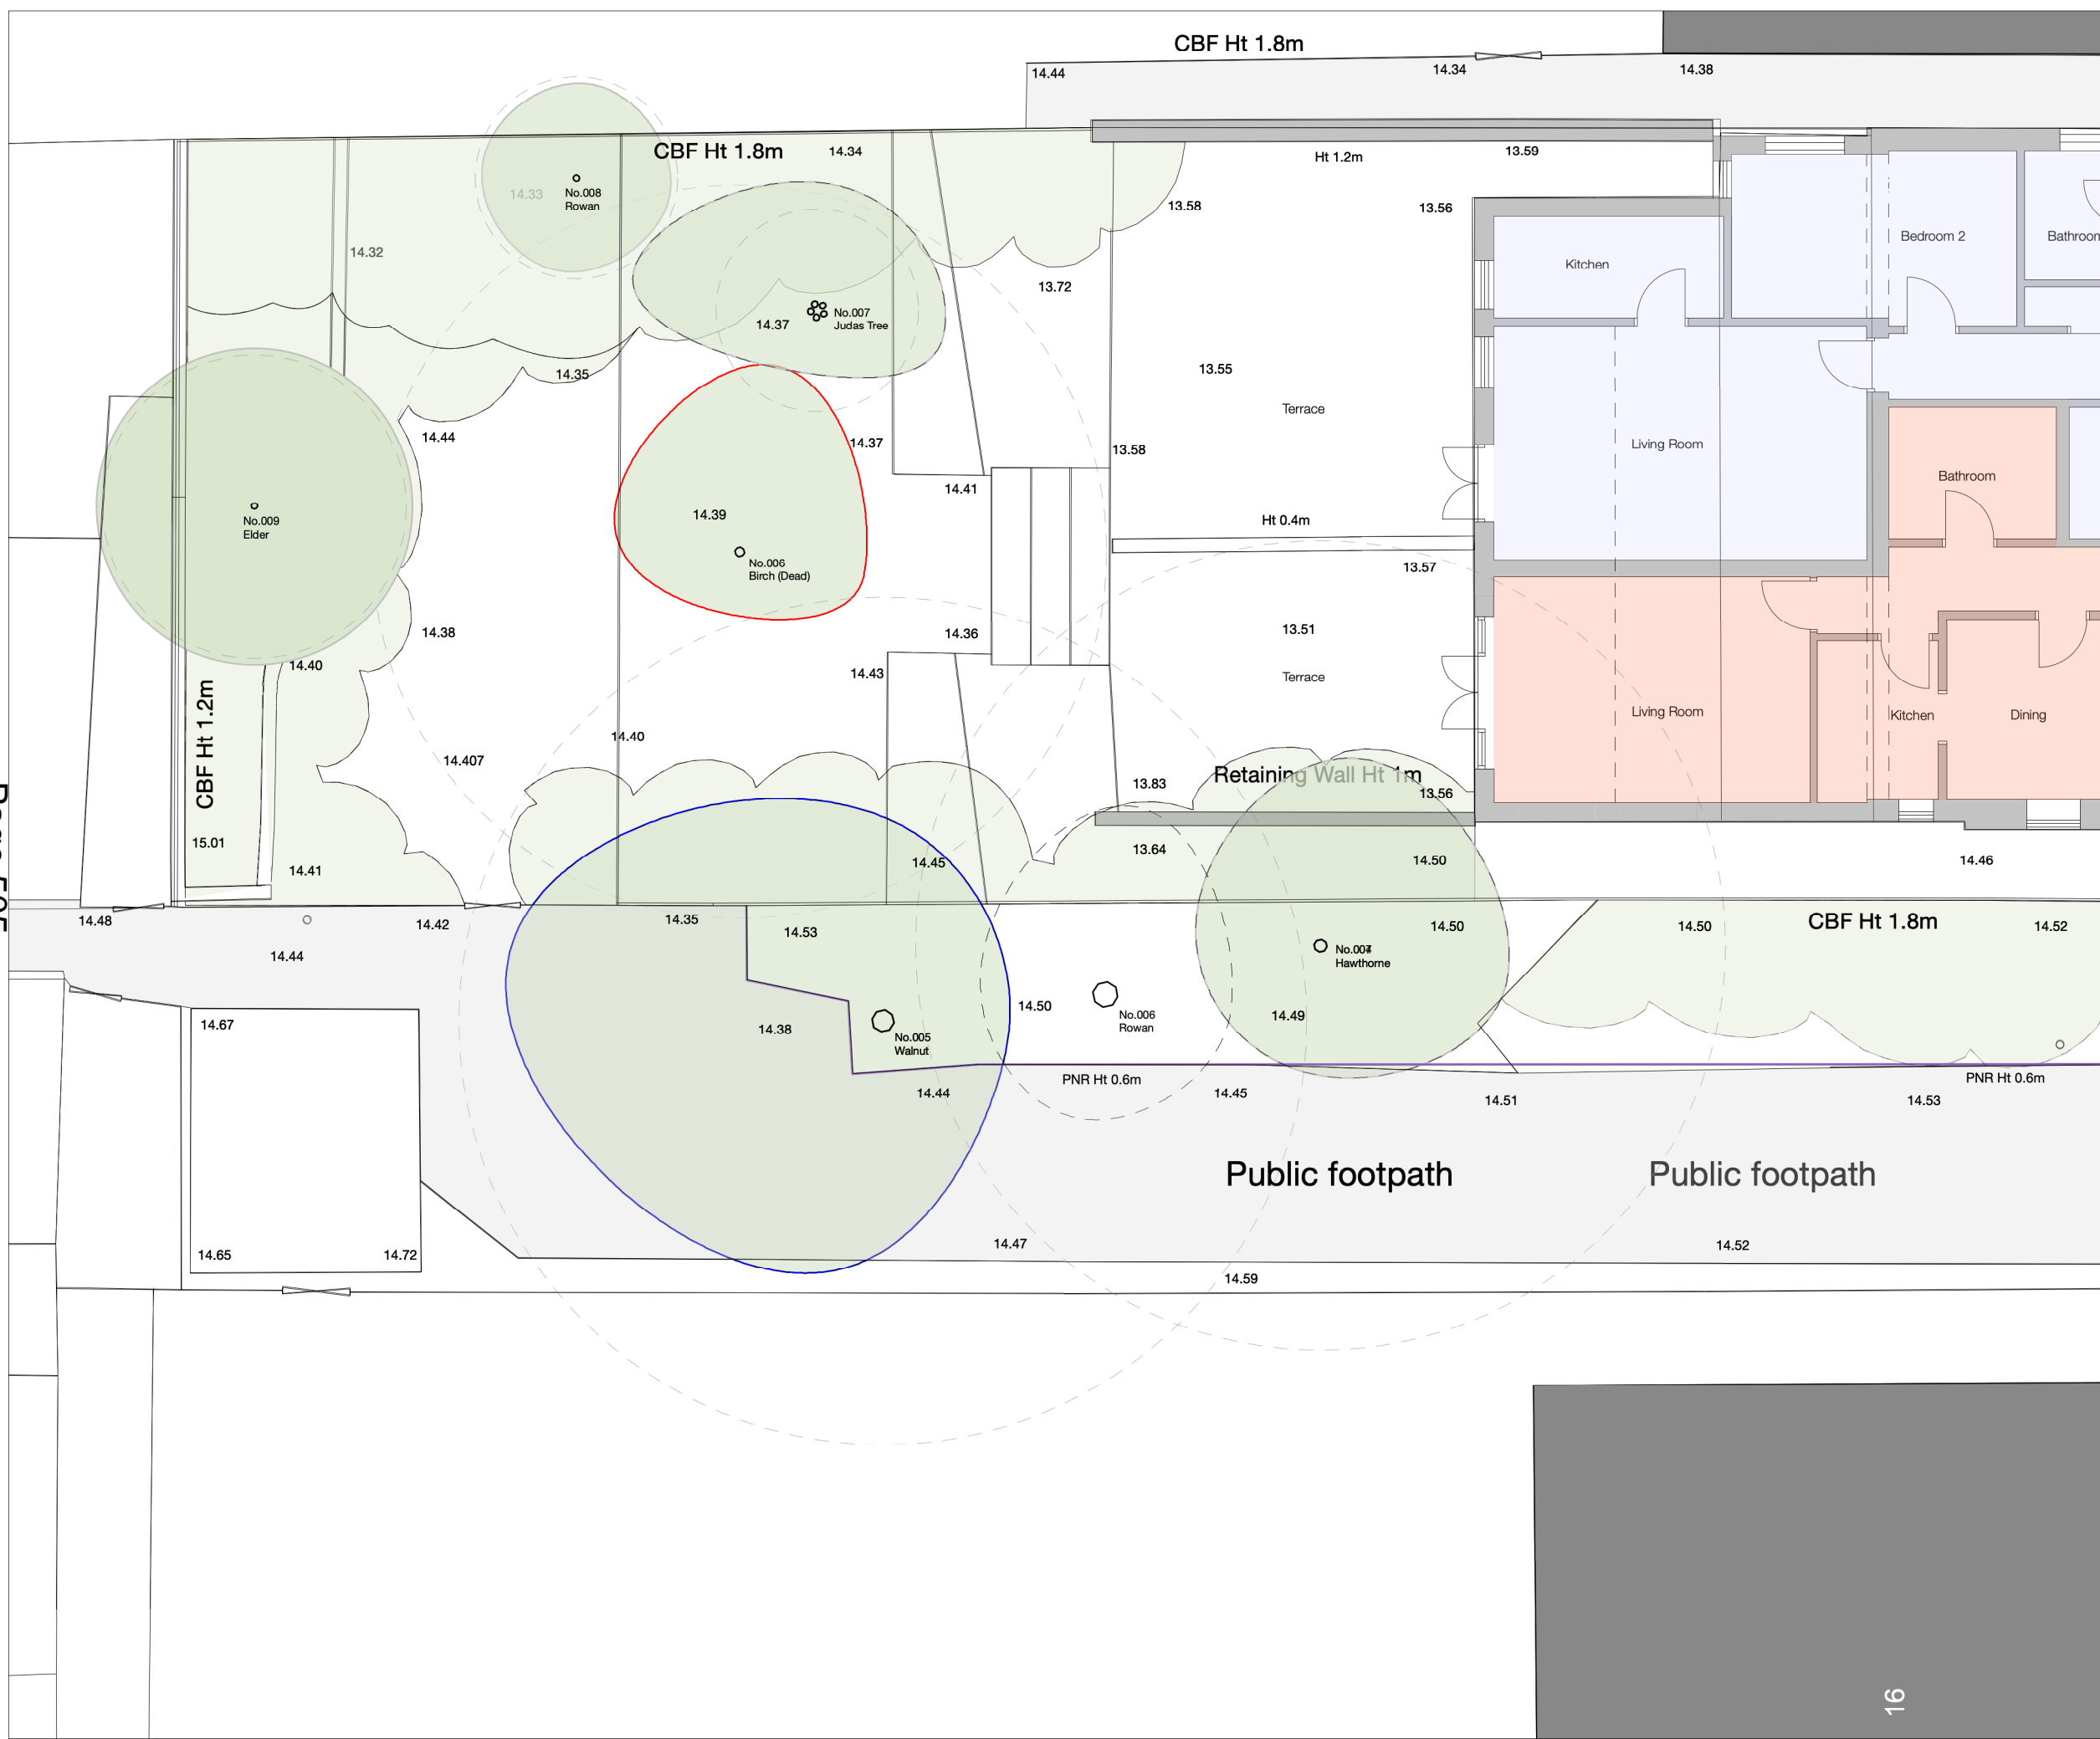 CBF Ht 1.8m
14.44
14.34
14.38
CBF Ht 1.8m
14.34
Ht 1.2m
13.59
14.33
No.008
Rowan
13.58
13.56
Bedroom 2
Bathroom
14.32
Kitchen
13.72
14.37
No.007
Judas Tree
14.35
13.55
Terrace
14.44
14.37
13.58
Living Room
Bathroom
14.41
14.39
No.009
Elder
Ht 0.4m
No.006
Birch (Dead)
13.57
14.38
14.36
13.51
14.40
14.43
Terrace
CBF Ht 1.2m
Living Room
Kitchen
Dining
14.40
14.407
Retaining Wall Ht 1m
13.83
13.56
15.01
13.64
14.41
14.45
14.50
14.46
14.48
14.42
14.35
14.53
14.50
14.50
CBF Ht 1.8m
14.52
14.44
Hawthorne
14.50
14.49
14.67
14.38
No.006
Rowan
No.005
Walnut
PNR Ht 0.6m
PNR Ht 0.6m
14.44
14.45
14.51
14.53
Public footpath
Public footpath
14.65
14.72
14.47
14.52
14.59
16